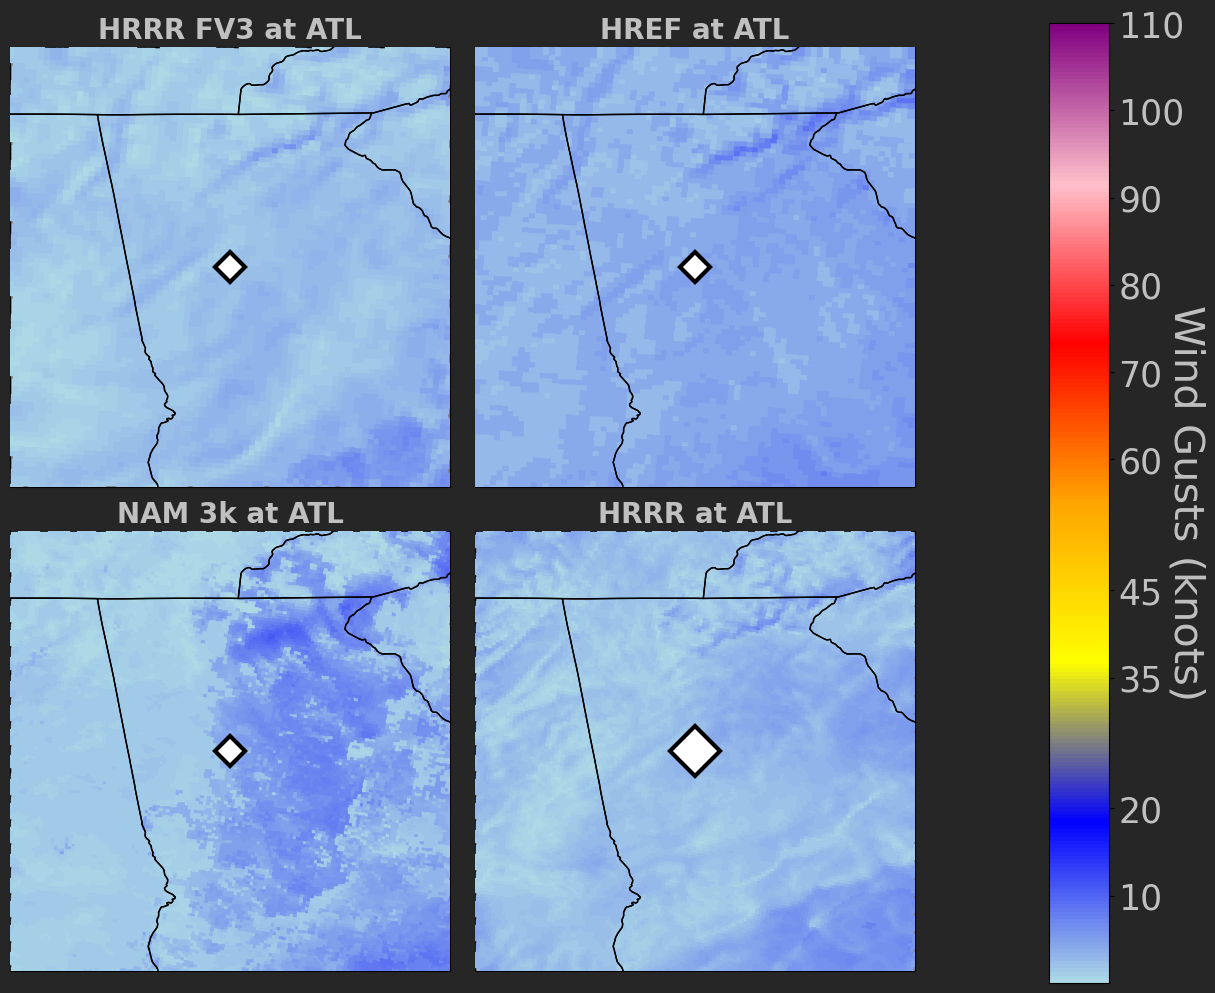 HRRR FV3 at ATL
HREF at ATL
NAM 3k at ATL
HRRR at ATL
110
100
90
80
70
60
45
35
20
10
Wind Gusts (knots)